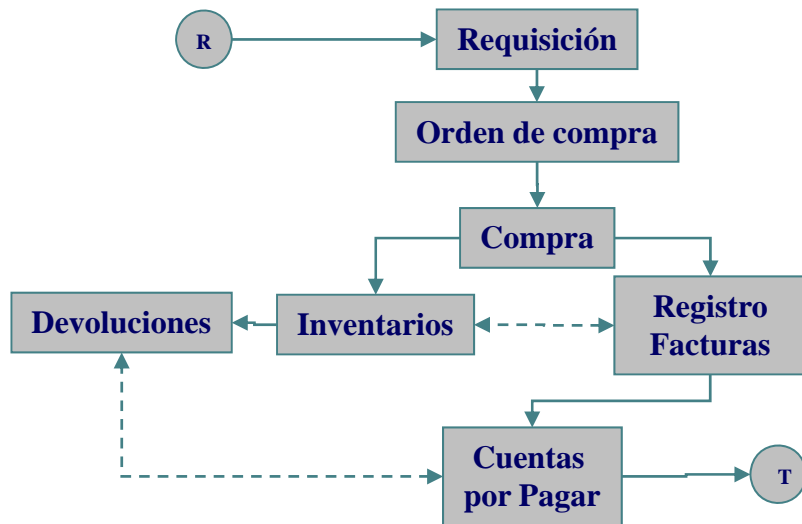 R
Requisición
Orden de compra
Compra
Devoluciones
Inventarios
Registro
Facturas
Cuentas
por Pagar
T